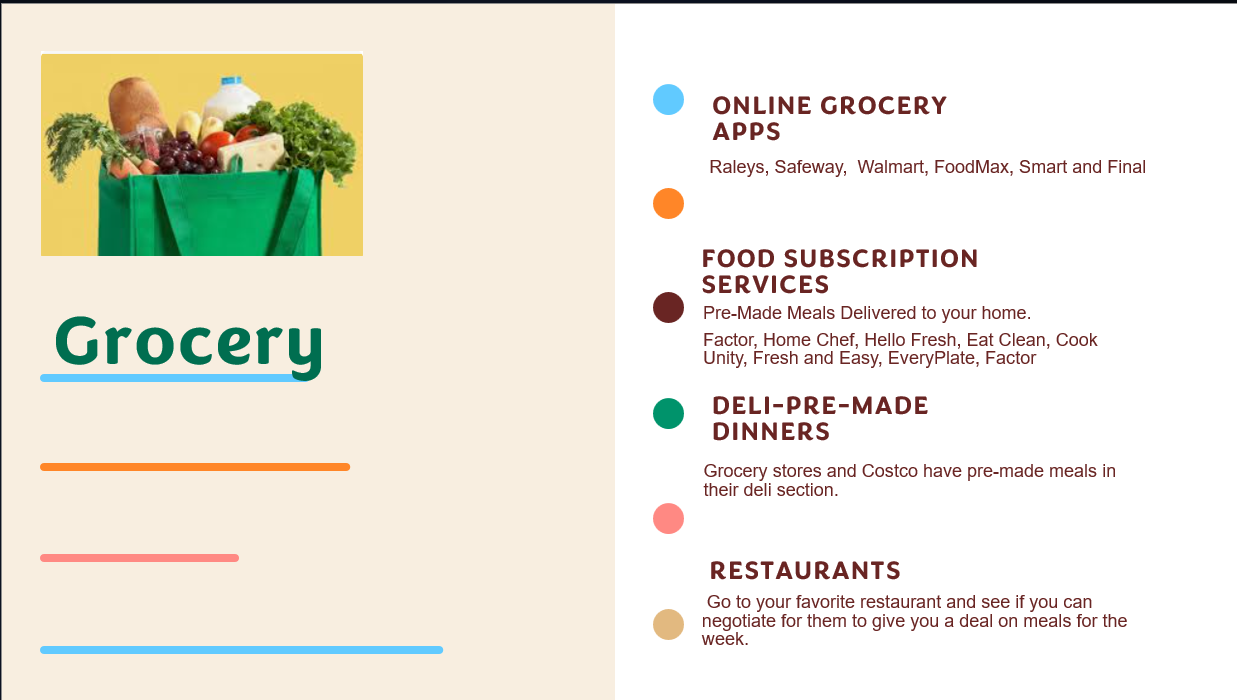 Grocery
ONLINE GROCERY
APPS
Raleys, Safeway,  Walmart, FoodMax, Smart and Final
FOOD SUBSCRIPTION
SERVICES
Pre-Made Meals Delivered to your home.
Factor, Home Chef, Hello Fresh, Eat Clean, Cook
Unity, Fresh and Easy, EveryPlate, Factor
DELI-PRE-MADE
DINNERS
Grocery stores and Costco have pre-made meals in
their deli section.
RESTAURANTS
Go to your favorite restaurant and see if you can
negotiate for them to give you a deal on meals for the
week.